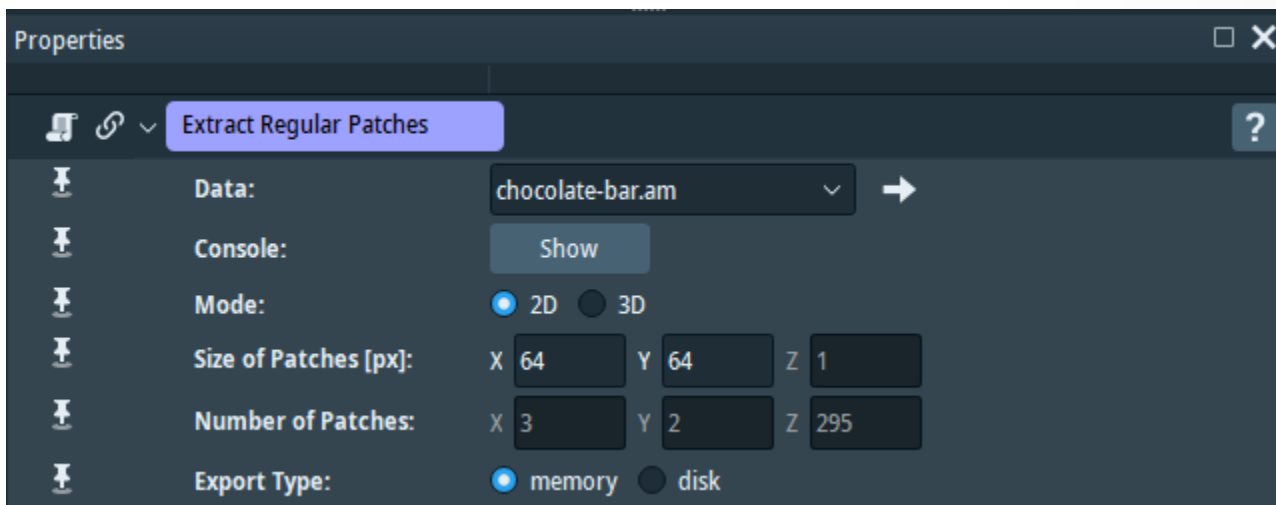 Properties
Extract Regular Patches ?
Data: chocolate-bar.am
Console: Show
Mode: 2D 3D
Size of Patches [px]: X 64 Y 64 Z 1
Number of Patches: X 3 Y 2 Z 295
Export Type: memory disk